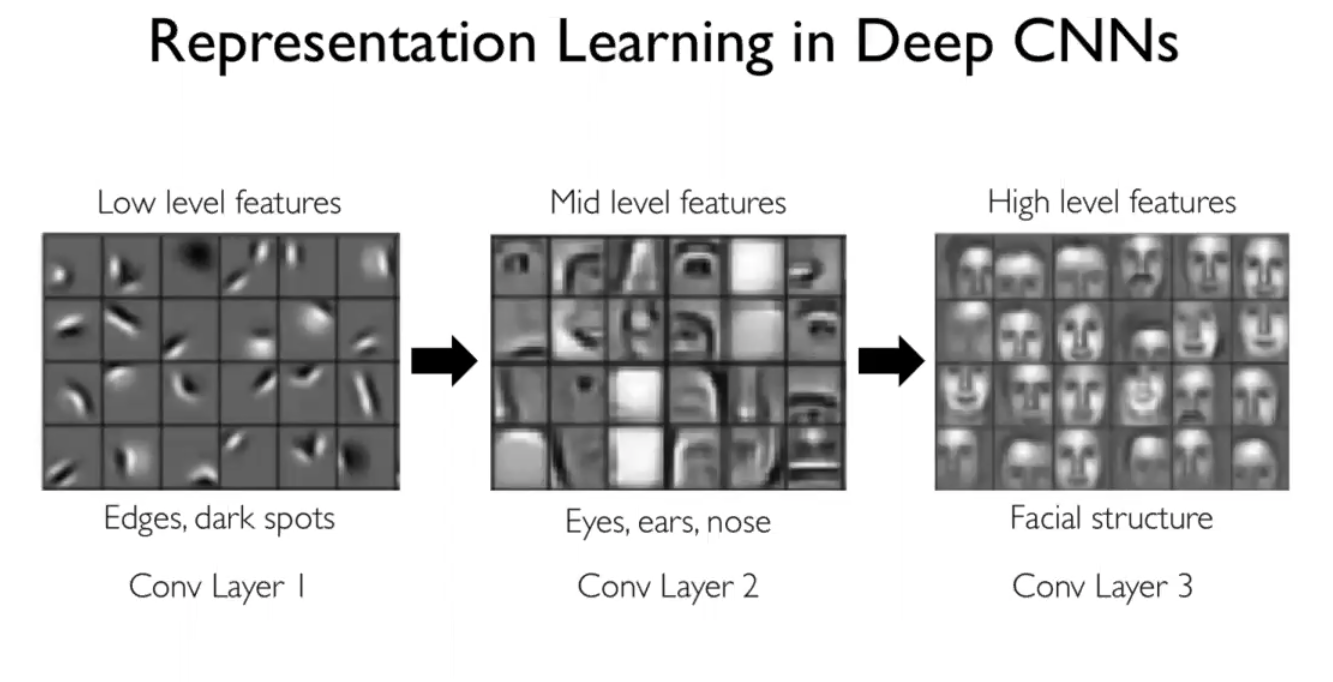 Representation Learning in Deep CNNs
Low level features
Mid level features
High level features
Edges, dark spots
Eyes, ears, nose
Facial structure
Conv Layer 1
Conv Layer 2
Conv Layer 3